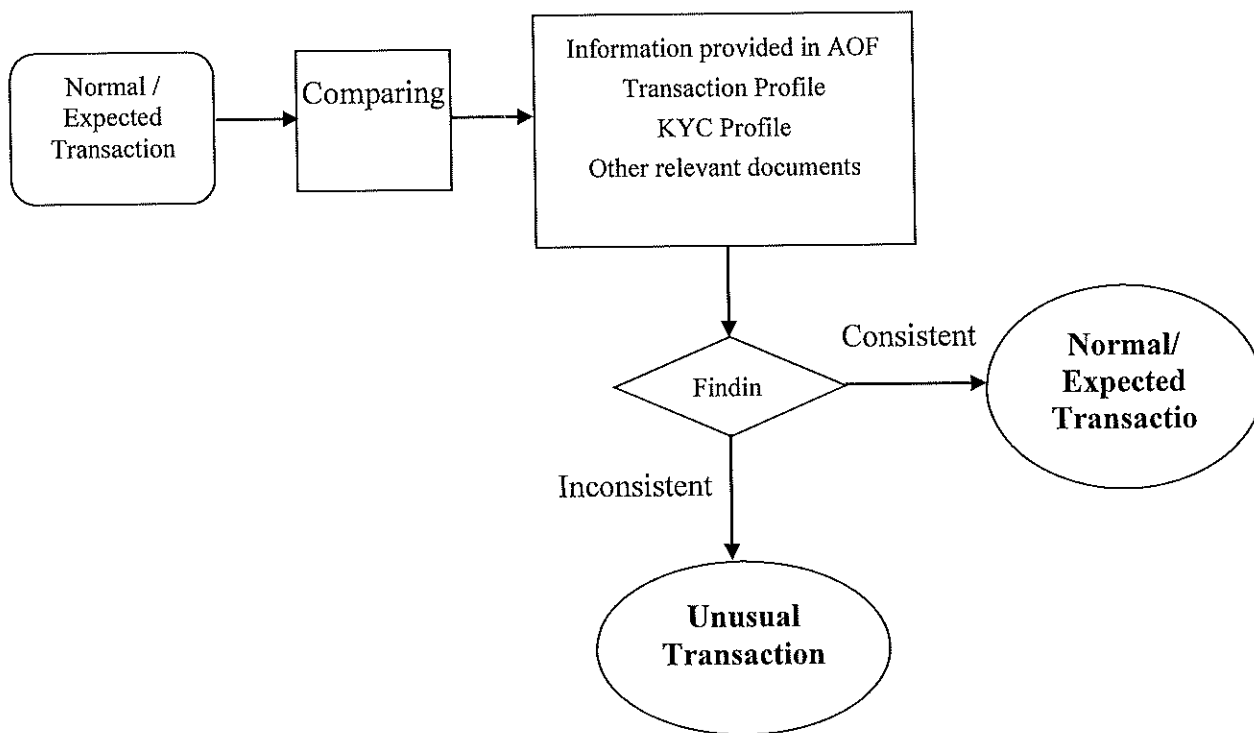 Normal /
Expected
Transaction
Comparing
Information provided in AOF
Transaction Profile
KYC Profile
Other relevant documents
Findin
Consistent
Normal/
Expected
Transactio
Inconsistent
Unusual
Transaction